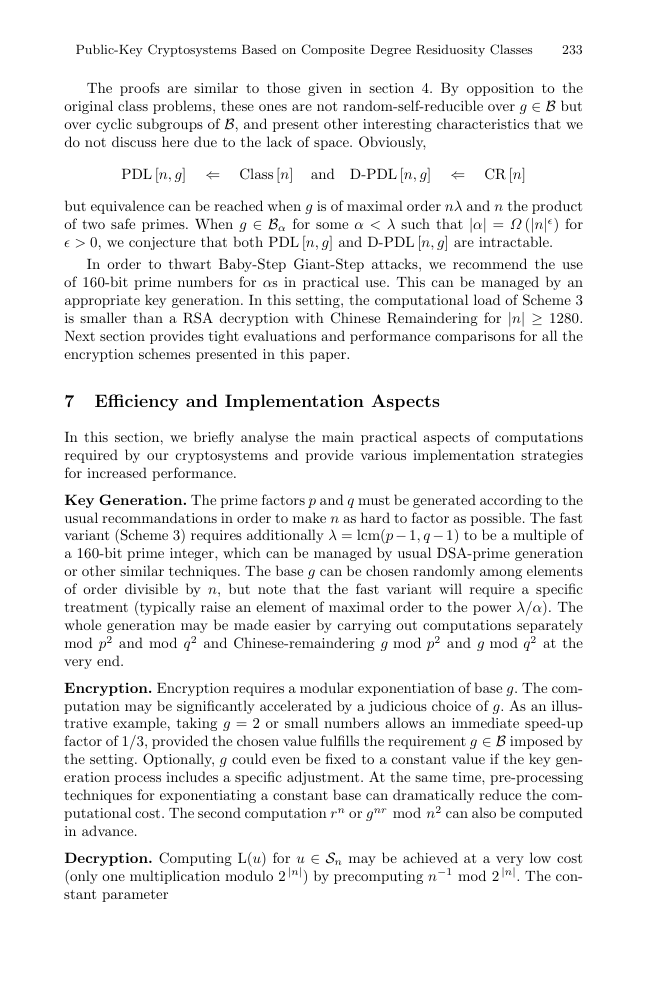 Public-Key Cryptosystems Based on Composite Degree Residuosity Classes 233
The proofs are similar to those given in section 4. By opposition to the
original class problems, these ones are not random-self-reducible over g ∈ ℬ but
over cyclic subgroups of ℬ, and present other interesting characteristics that we
do not discuss here due to the lack of space. Obviously,
PDL [n, g] ⇐ Class [n] and D-PDL [n, g] ⇐ CR [n]
but equivalence can be reached when g is of maximal order nλ and n the product
of two safe primes. When g ∈ ℬα for some α < λ such that |α| = Ω (|n|^ϵ) for
ϵ > 0, we conjecture that both PDL [n, g] and D-PDL [n, g] are intractable.
In order to thwart Baby-Step Giant-Step attacks, we recommend the use
of 160-bit prime numbers for αs in practical use. This can be managed by an
appropriate key generation. In this setting, the computational load of Scheme 3
is smaller than a RSA decryption with Chinese Remaindering for |n| ≥ 1280.
Next section provides tight evaluations and performance comparisons for all the
encryption schemes presented in this paper.
7 Efficiency and Implementation Aspects
In this section, we briefly analyse the main practical aspects of computations
required by our cryptosystems and provide various implementation strategies
for increased performance.
Key Generation. The prime factors p and q must be generated according to the
usual recommandations in order to make n as hard to factor as possible. The fast
variant (Scheme 3) requires additionally λ = lcm(p − 1, q − 1) to be a multiple of
a 160-bit prime integer, which can be managed by usual DSA-prime generation
or other similar techniques. The base g can be chosen randomly among elements
of order divisible by n, but note that the fast variant will require a specific
treatment (typically raise an element of maximal order to the power λ/α). The
whole generation may be made easier by carrying out computations separately
mod p² and mod q² and Chinese-remaindering g mod p² and g mod q² at the
very end.
Encryption. Encryption requires a modular exponentiation of base g. The com-
putation may be significantly accelerated by a judicious choice of g. As an illus-
trative example, taking g = 2 or small numbers allows an immediate speed-up
factor of 1/3, provided the chosen value fulfills the requirement g ∈ ℬ imposed by
the setting. Optionally, g could even be fixed to a constant value if the key gen-
eration process includes a specific adjustment. At the same time, pre-processing
techniques for exponentiating a constant base can dramatically reduce the com-
putational cost. The second computation rⁿ or gⁿʳ mod n² can also be computed
in advance.
Decryption. Computing L(u) for u ∈ 𝒮ₙ may be achieved at a very low cost
(only one multiplication modulo 2^|n|) by precomputing n⁻¹ mod 2^|n|. The con-
stant parameter